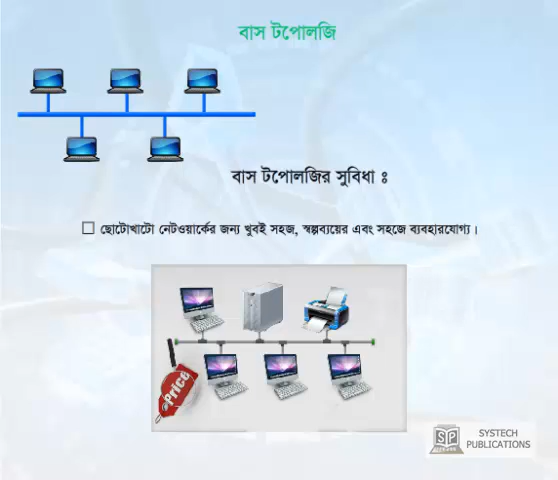 বাস টপোলজি
বাস টপোলজির সুবিধা ঃ
ছোটোখাটো নেটওয়ার্কের জন্য খুবই সহজ, স্বল্পব্যয়ের এবং সহজে ব্যবহারযোগ্য।
Price
SP
SYSTECH
PUBLICATIONS